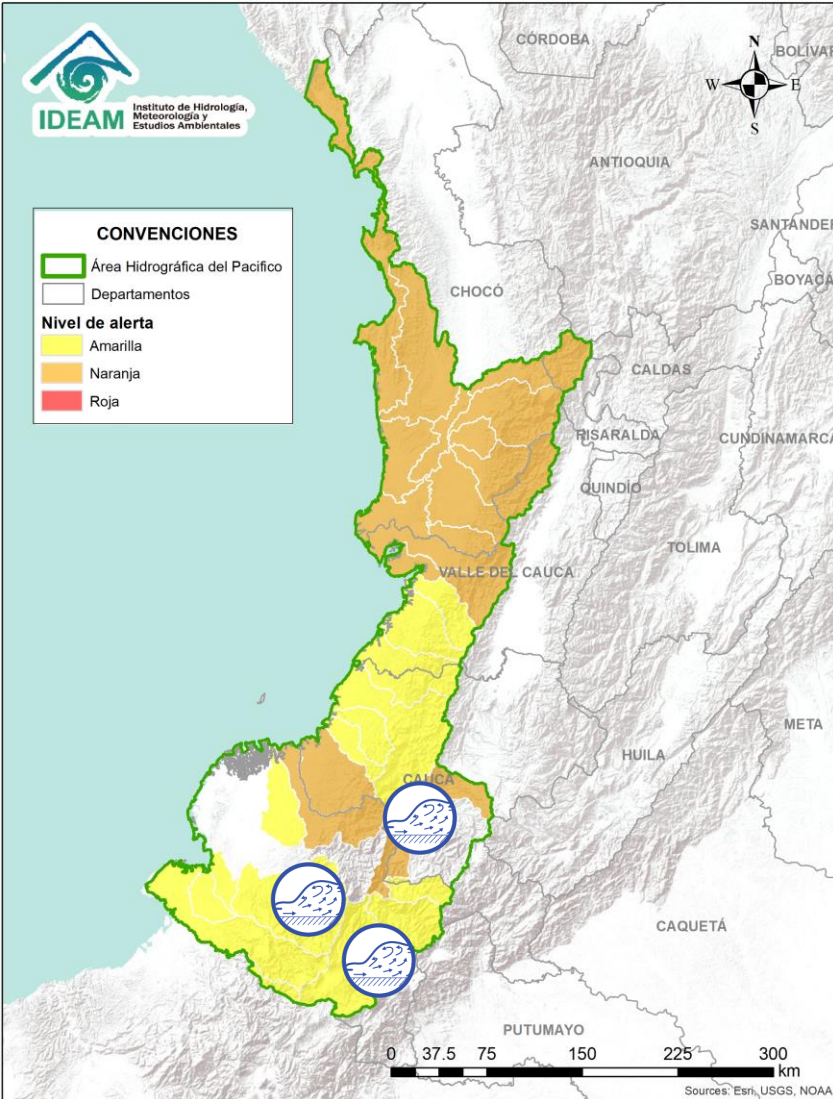 IDEAM
Instituto de Hidrología,
Meteorología y
Estudios Ambientales
CÓRDOBA
BOLÍVAR
N
W
E
S
ANTIOQUIA
SANTANDER
BOYACÁ
CONVENCIONES
Área Hidrográfica del Pacifico
Departamentos
Nivel de alerta
Amarilla
Naranja
Roja
CHOCÓ
CALDAS
RISARALDA
CUNDINAMARCA
QUINDÍO
TOLIMA
VALLE DEL CAUCA
META
HUILA
CAUCA
CAQUETÁ
PUTUMAYO
0 37.5 75 150 225 300
km
Sources: Esri, USGS, NOAA